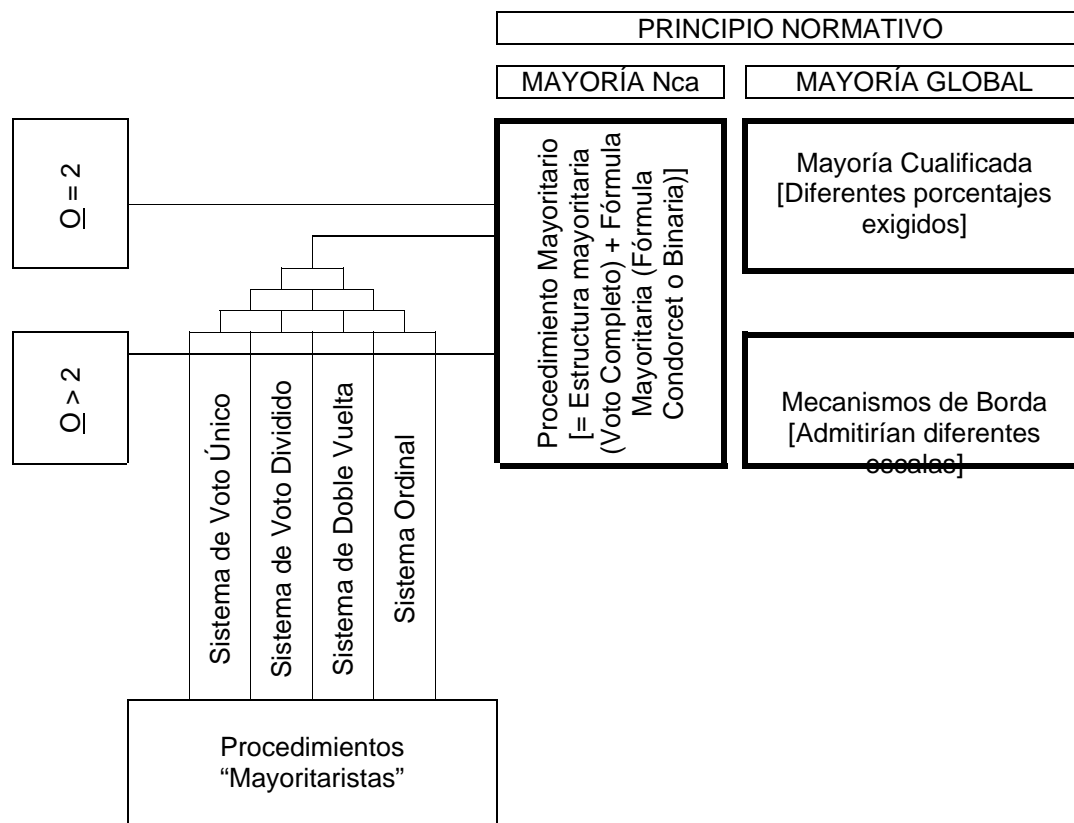 PRINCIPIO NORMATIVO
MAYORÍA Nca
MAYORÍA GLOBAL
O = 2
Procedimiento Mayoritario
[= Estructura mayoritaria
(Voto Completo) + Fórmula
Mayoritaria (Fórmula
Condorcet o Binaria)]
Mayoría Cualificada
[Diferentes porcentajes
exigidos]
O > 2
Mecanismos de Borda
[Admitirían diferentes
escalas]
Sistema de Voto Único
Sistema de Voto Dividido
Sistema de Doble Vuelta
Sistema Ordinal
Procedimientos
“Mayoritaristas”